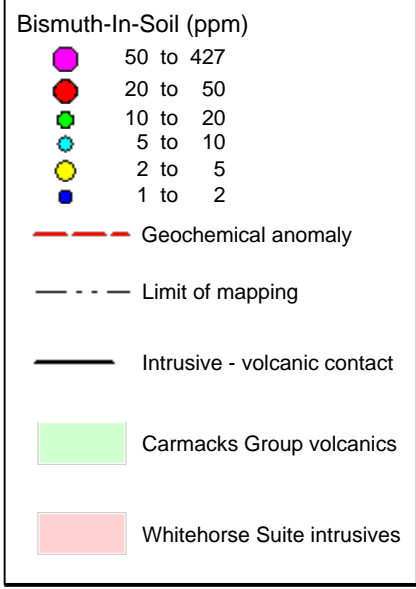 Bismuth-In-Soil (ppm)
50 to 427
20 to 50
10 to 20
5 to 10
2 to 5
1 to 2
Geochemical anomaly
Limit of mapping
Intrusive - volcanic contact
Carmacks Group volcanics
Whitehorse Suite intrusives